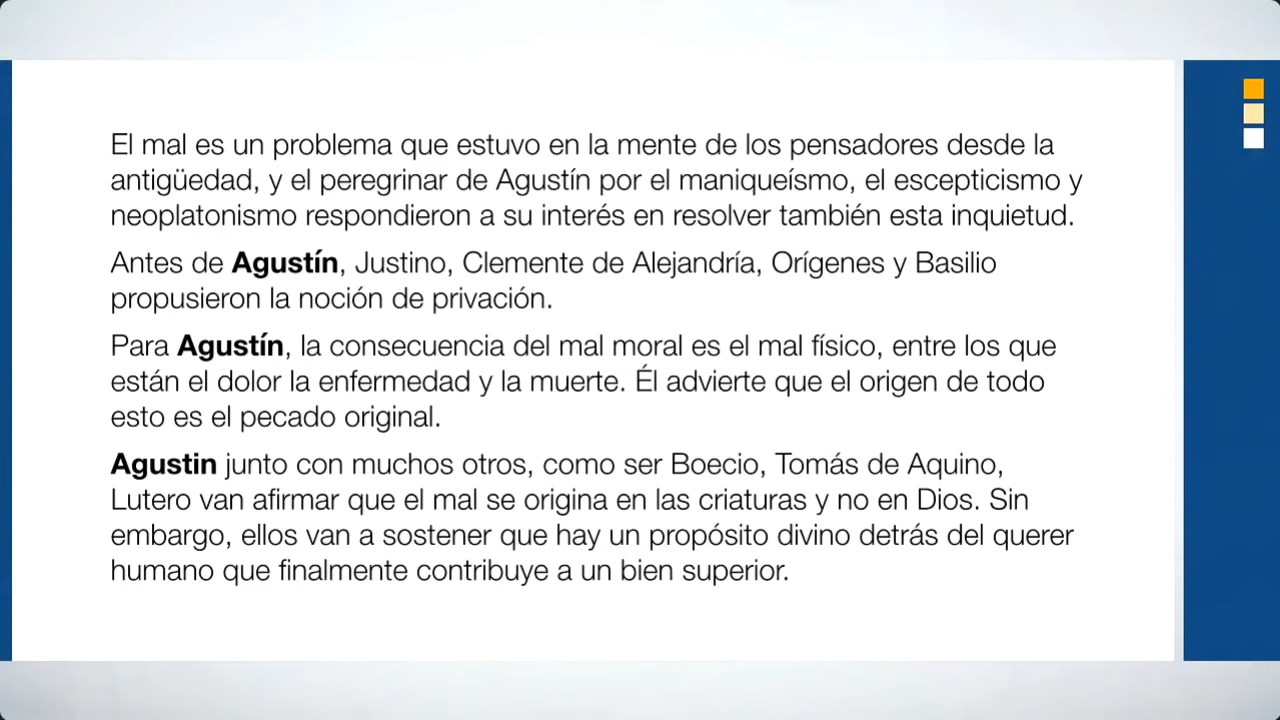 El mal es un problema que estuvo en la mente de los pensadores desde la
antigüedad, y el peregrinar de Agustín por el maniqueísmo, el escepticismo y
neoplatonismo respondieron a su interés en resolver también esta inquietud.
Antes de Agustín, Justino, Clemente de Alejandría, Orígenes y Basilio
propusieron la noción de privación.
Para Agustín, la consecuencia del mal moral es el mal físico, entre los que
están el dolor la enfermedad y la muerte. Él advierte que el origen de todo
esto es el pecado original.
Agustin junto con muchos otros, como ser Boecio, Tomás de Aquino,
Lutero van afirmar que el mal se origina en las criaturas y no en Dios. Sin
embargo, ellos van a sostener que hay un propósito divino detrás del querer
humano que finalmente contribuye a un bien superior.